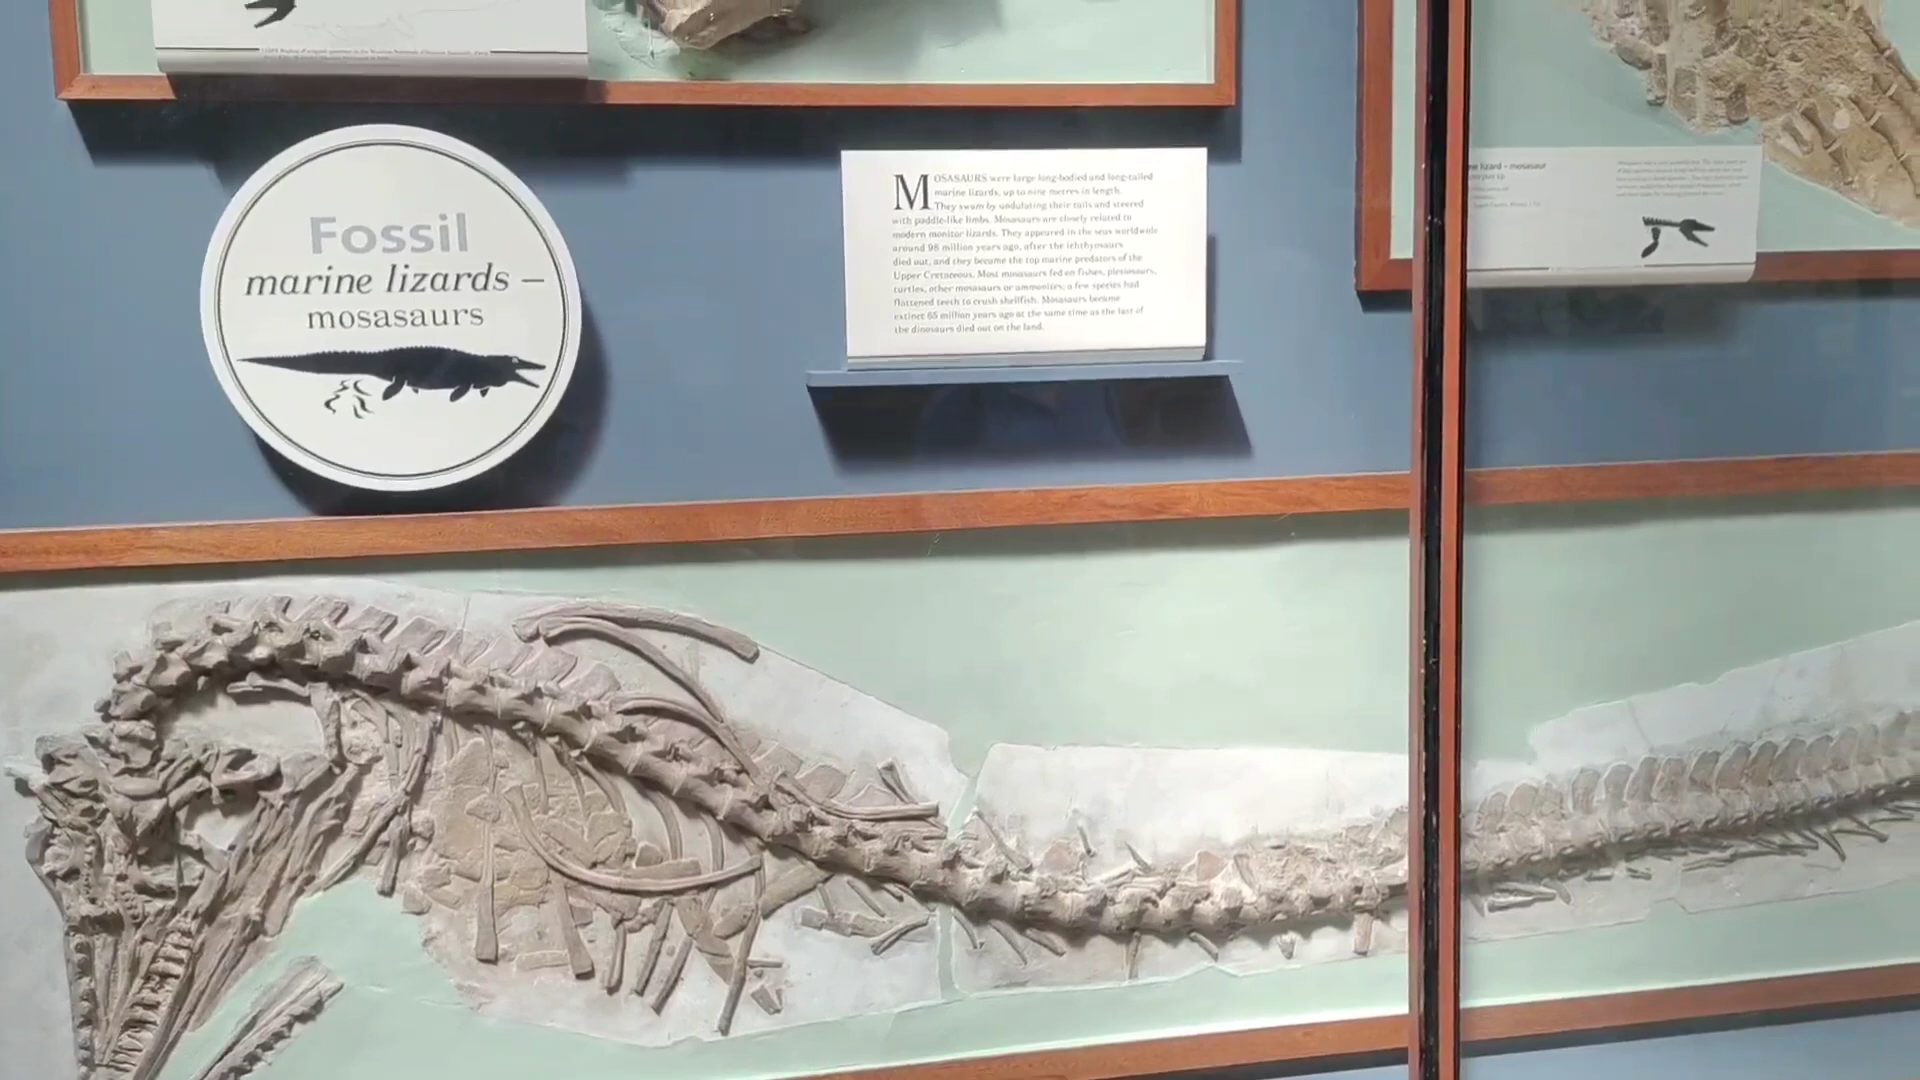 Fossil
marine lizards –
mosasaurs
MOSASAURS were large long-bodied and long-tailed
marine lizards, up to nine metres in length.
They swam by undulating their tails and steered
with paddle-like limbs. Mosasaurs are closely related to
modern monitor lizards. They appeared in the seas worldwide
around 98 million years ago, after the ichthyosaurs
died out, and they became the top marine predators of the
Upper Cretaceous. Most mosasaurs fed on fishes, plesiosaurs,
turtles, other mosasaurs or ammonites; a few species had
flattened teeth to crush shellfish. Mosasaurs became
extinct 65 million years ago at the same time as the last of
the dinosaurs died out on the land.
lizard – mosasaur